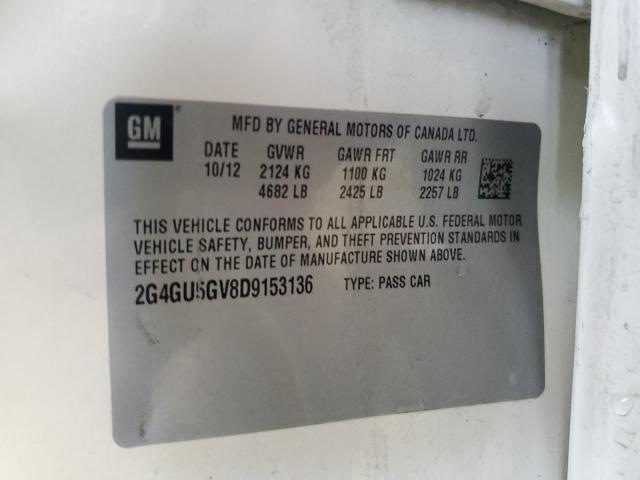 GM
MFD BY GENERAL MOTORS OF CANADA LTD.
DATE GVWR GAWR FRT GAWR RR
10/12 2124 KG 1100 KG 1024 KG
4682 LB 2425 LB 2257 LB
THIS VEHICLE CONFORMS TO ALL APPLICABLE U.S. FEDERAL MOTOR
VEHICLE SAFETY, BUMPER, AND THEFT PREVENTION STANDARDS IN
EFFECT ON THE DATE OF MANUFACTURE SHOWN ABOVE.
2G4GU5GV8D9153136 TYPE: PASS CAR